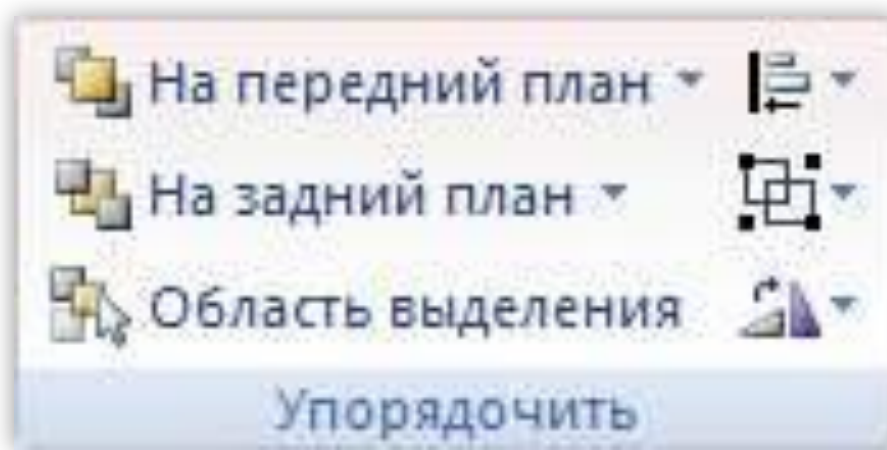 На передний план
На задний план
Область выделения
Упорядочить